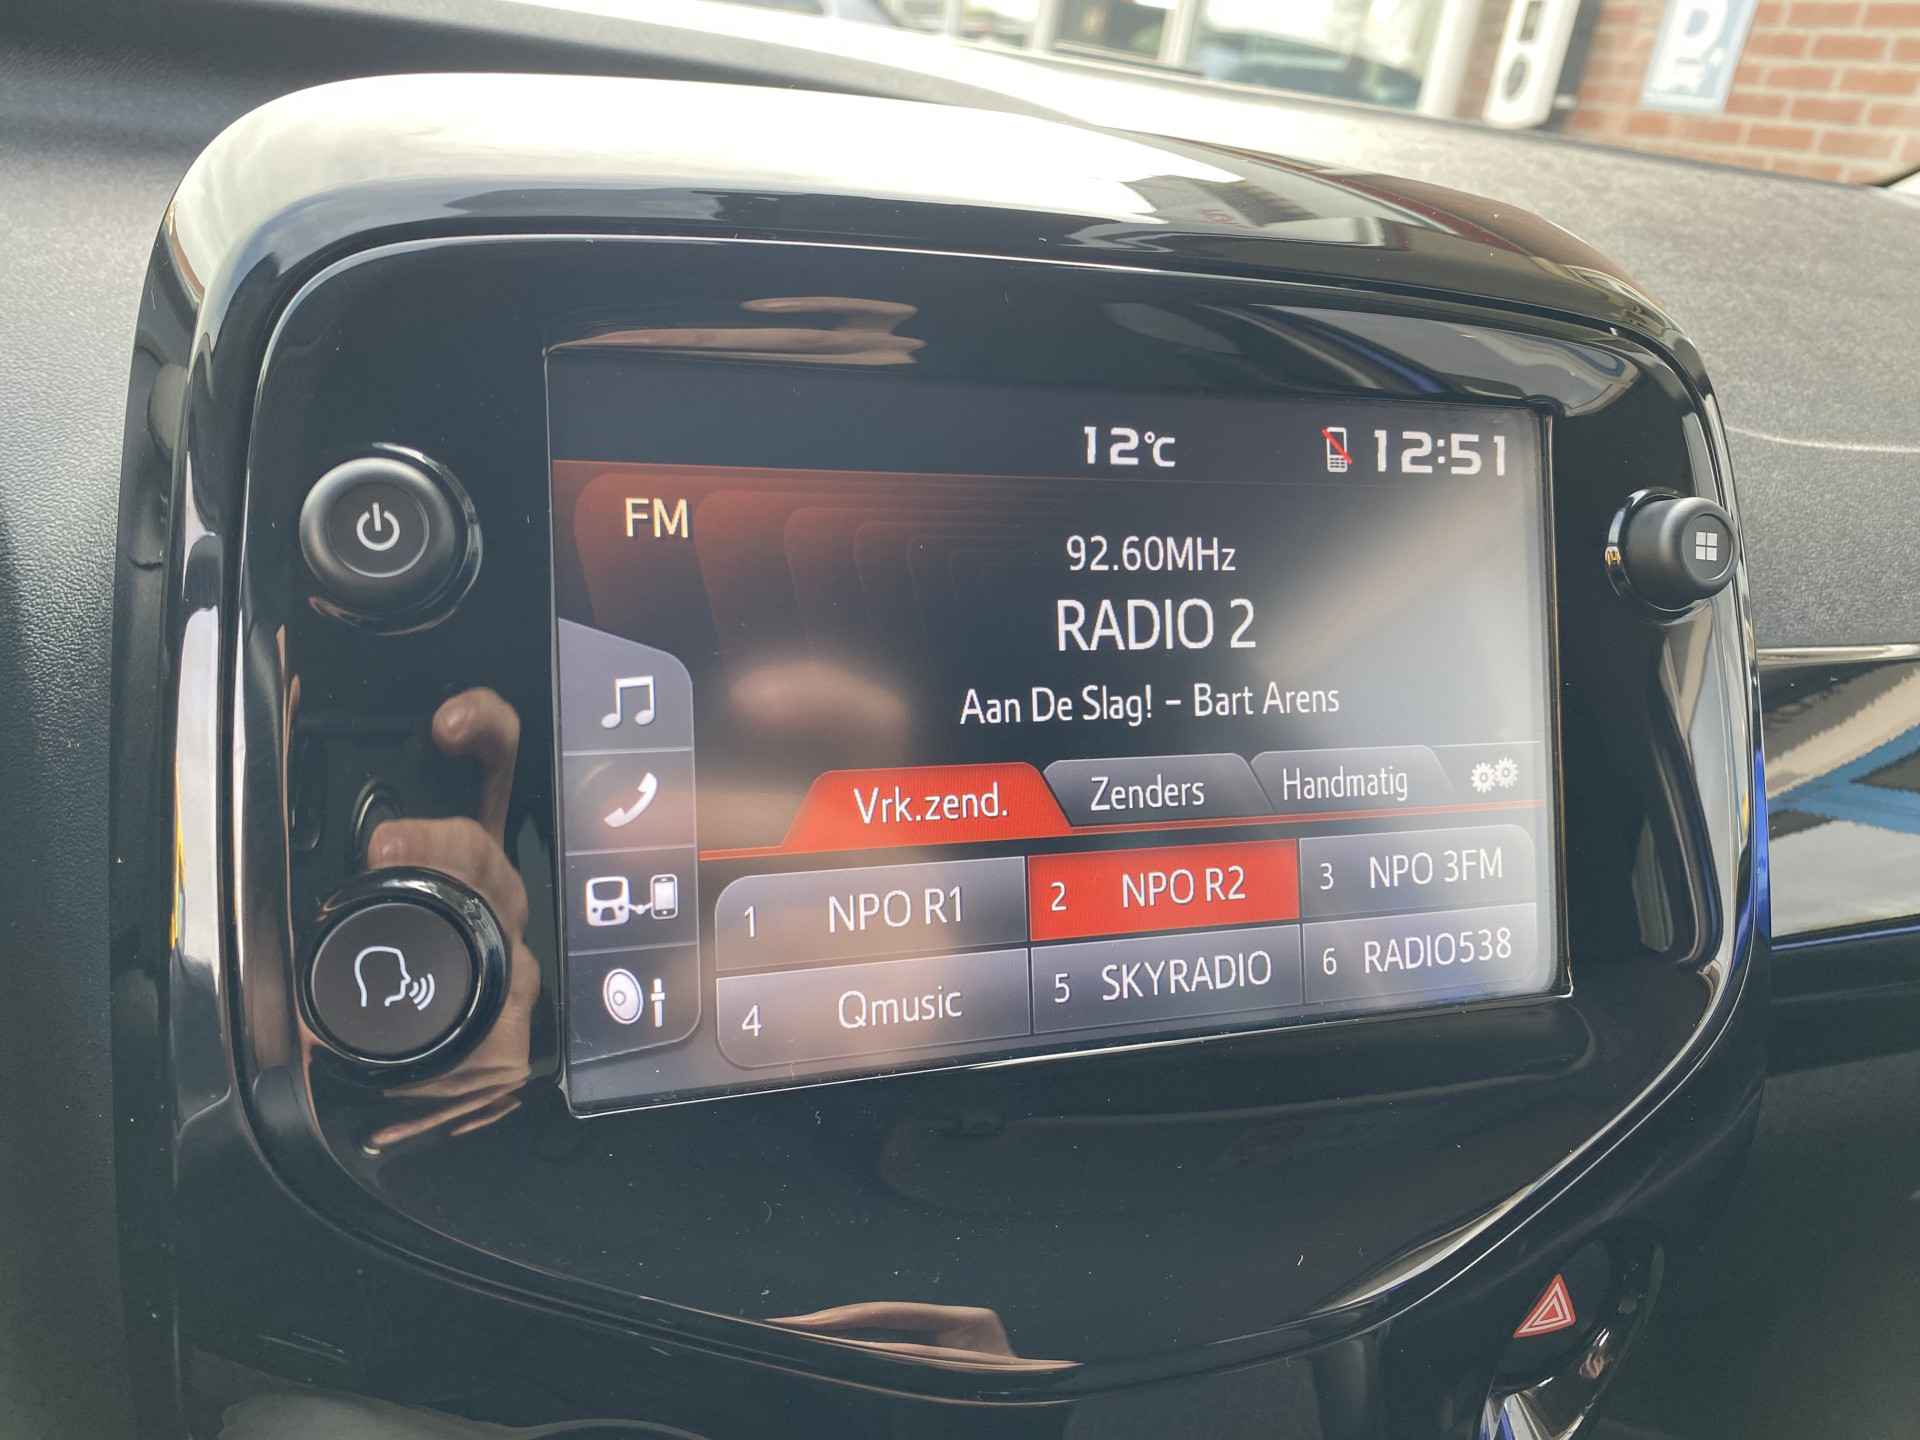 12°C 12:51
FM
92.60MHz
RADIO 2
Aan De Slag! - Bart Arens
Vrk.zend. Zenders Handmatig
1 NPO R1 2 NPO R2 3 NPO 3FM
4 Qmusic 5 SKYRADIO 6 RADIO538